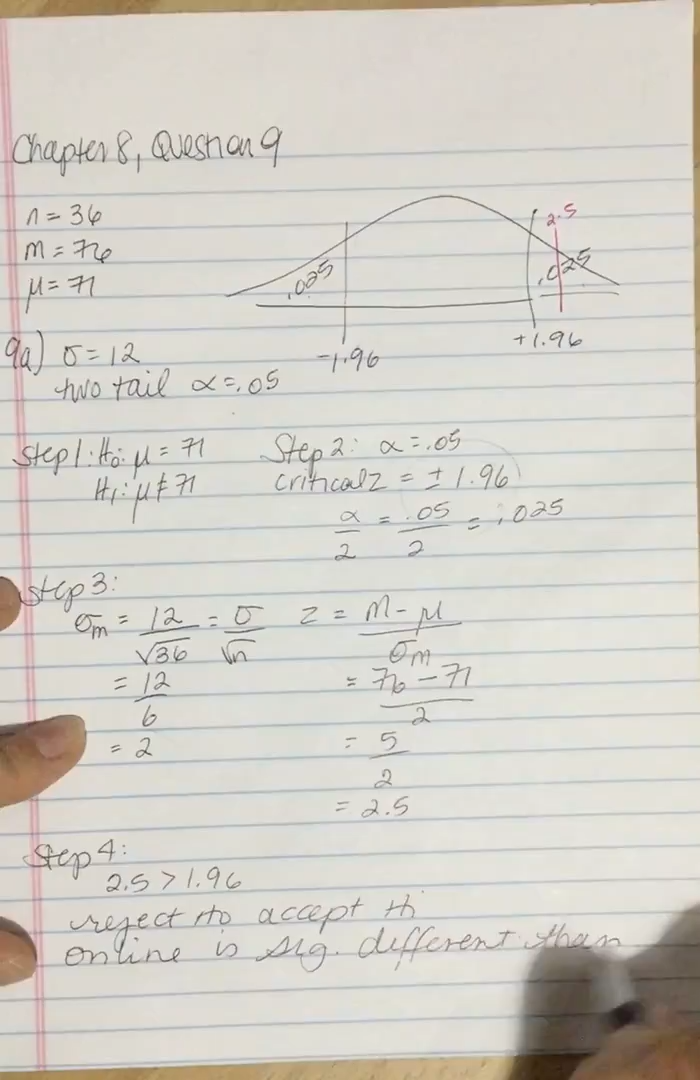 Chapter 8, Question 9
n = 36
M = 76
μ = 71
.025
.025
2.5
-1.96
+1.96
9a) σ = 12
two tail α = .05
Step 1: H₀: μ = 71
H₁: μ ≠ 71
Step 2: α = .05
critical z = ± 1.96
α/2 = .05/2 = .025
Step 3:
σm = 12/√36 = σ/√n
= 12/6
= 2
z = M - μ/σm
= 76 - 71/2
= 5/2
= 2.5
Step 4:
2.5 > 1.96
reject H₀ accept H₁
online is sig. different than